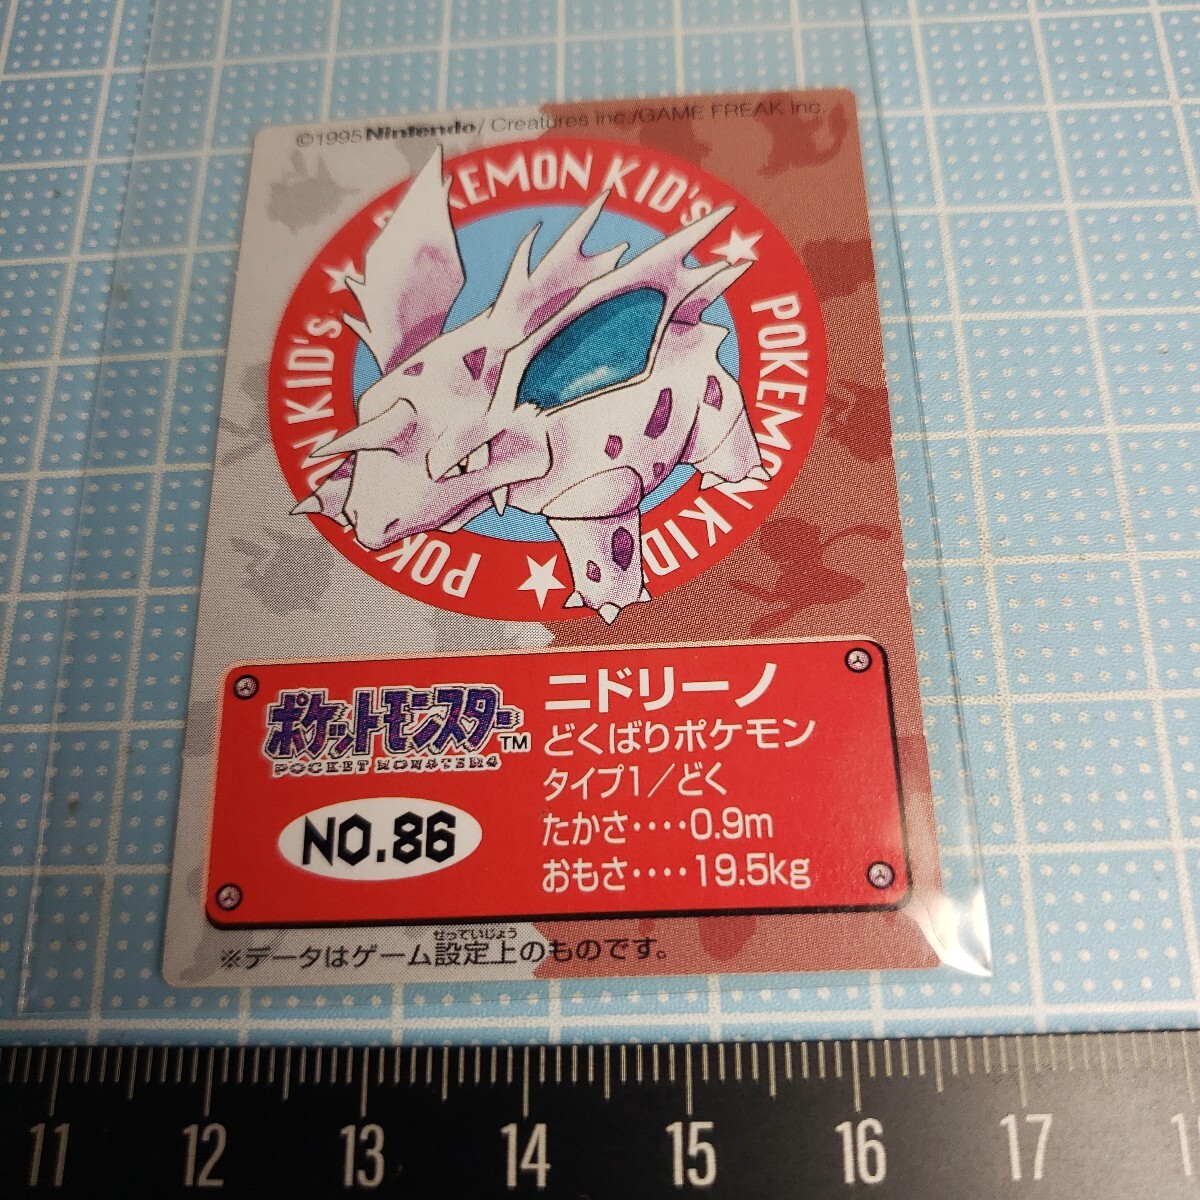 ©1995 Nintendo/Creatures inc./GAME FREAK inc.
POKEMON KID's
POKEMON KID's
POKEMON KID's
ポケットモンスター™
POCKET MONSTERS
NO.86
ニドリーノ
どくばりポケモン
タイプ1/どく
たかさ‥‥0.9m
おもさ‥‥19.5kg
せっていじょう
※データはゲーム設定上のものです。
11 12 13 14 15 16 17